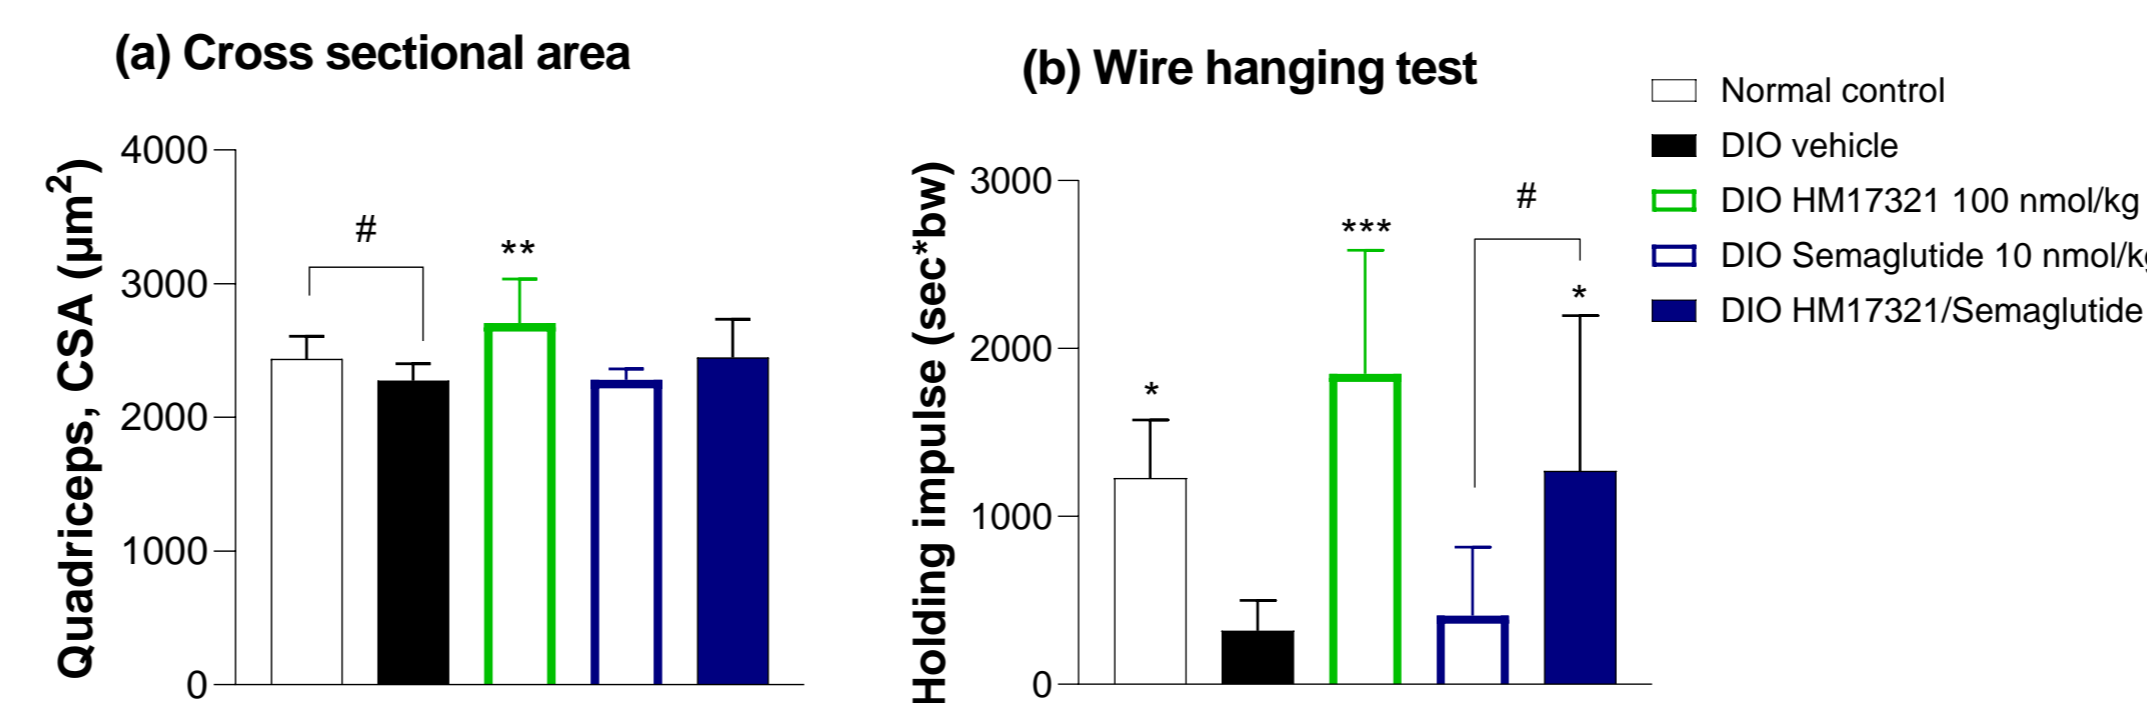 (a) Cross sectional area
Quadriceps, CSA (µm2)
4000
3000
2000
1000
0
#
**
(b) Wire hanging test
Holding impulse (sec*bw)
3000
2000
1000
0
*
***
#
*
Normal control
DIO vehicle
DIO HM17321 100 nmol/kg
DIO Semaglutide 10 nmol/kg
DIO HM17321/Semaglutide